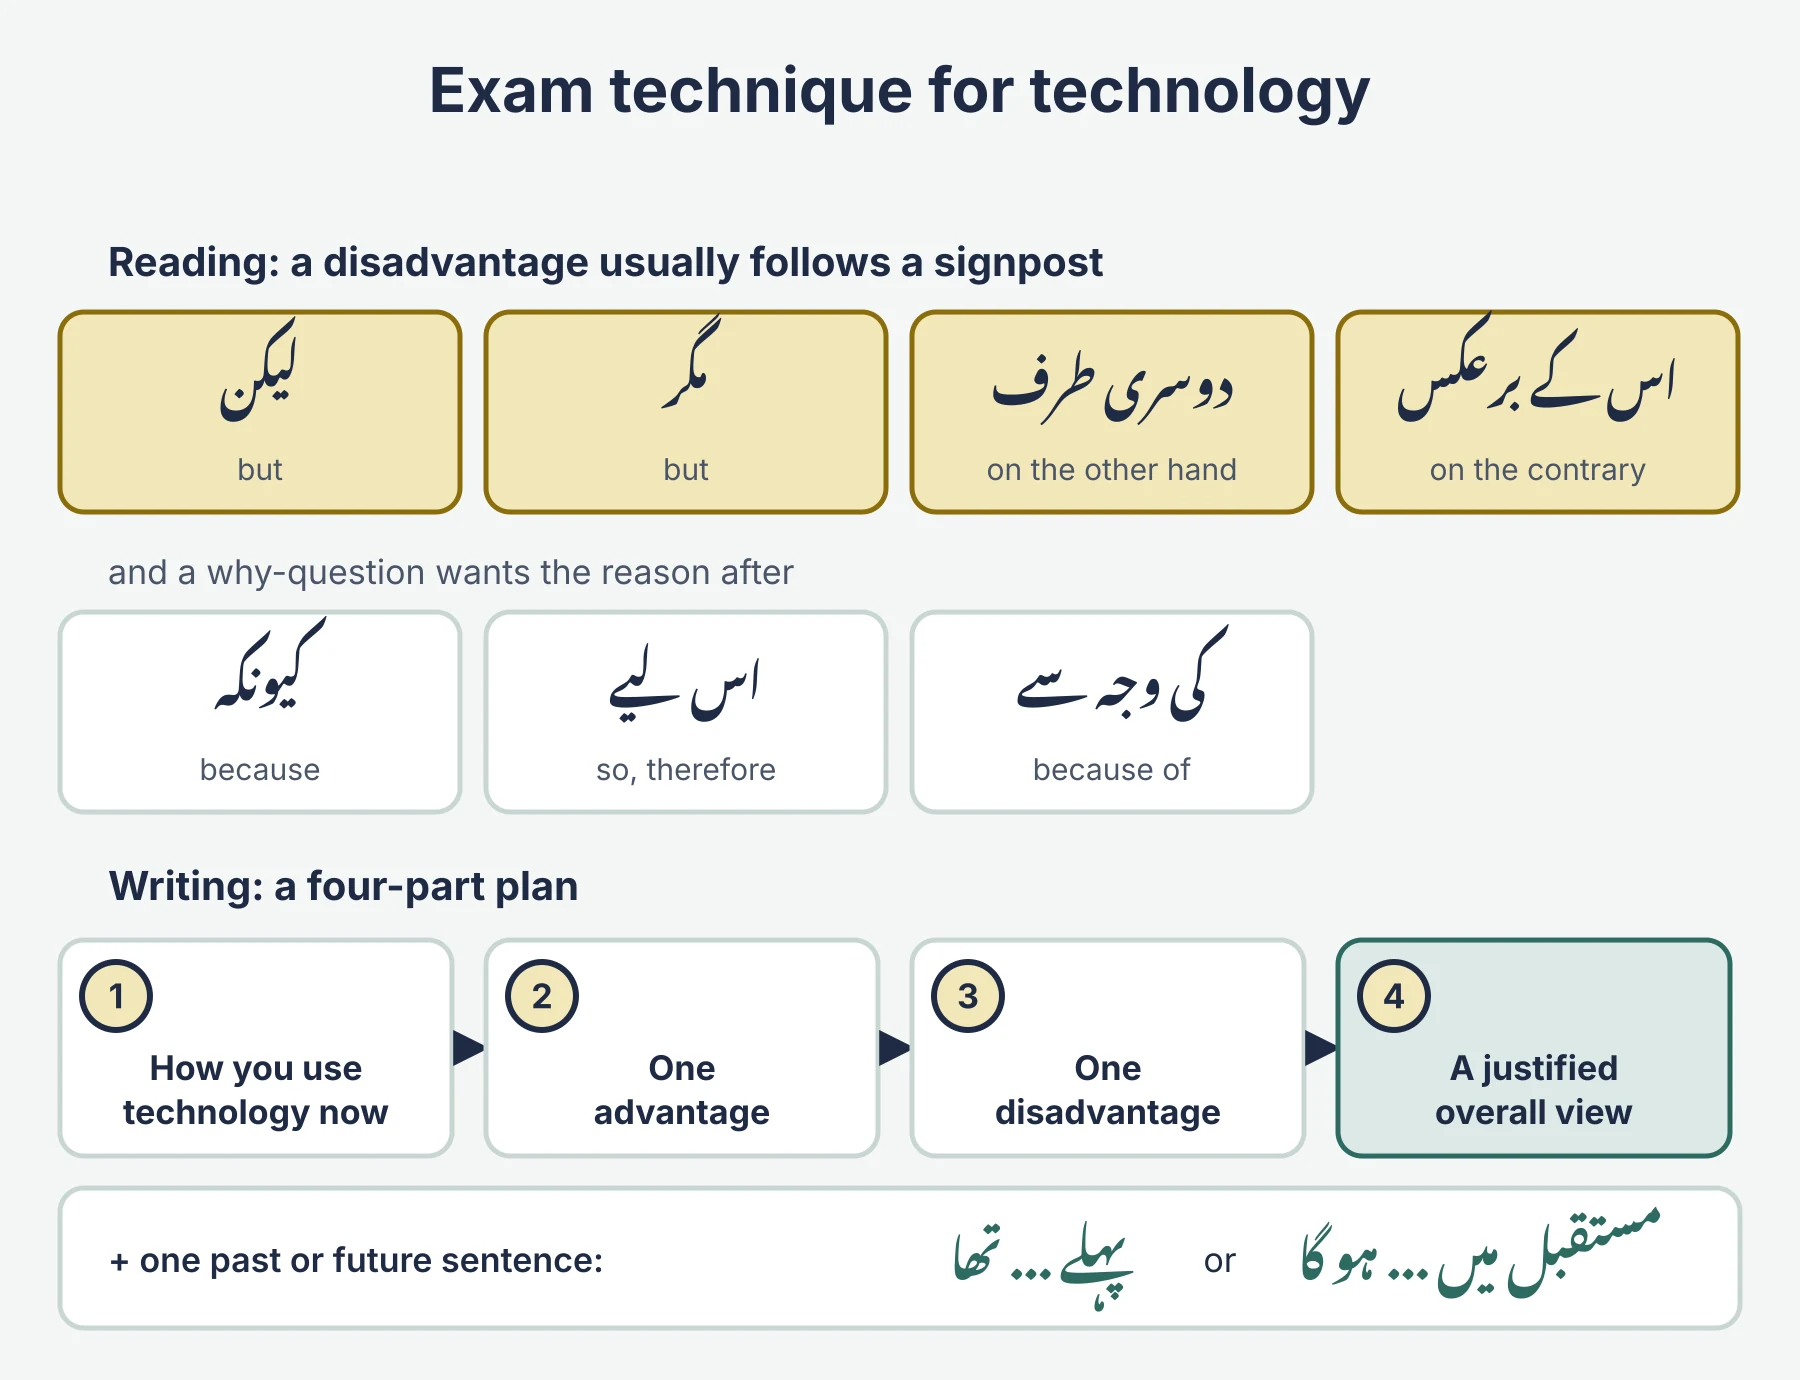 Exam technique for technology
Reading: a disadvantage usually follows a signpost
لیکن
but
مگر
but
دوسری طرف
on the other hand
اس کے برعکس
on the contrary
and a why-question wants the reason after
کیونکہ
because
اس لیے
so, therefore
کی وجہ سے
because of
Writing: a four-part plan
1
How you use
technology now
2
One
advantage
3
One
disadvantage
4
A justified
overall view
+ one past or future sentence:
پہلے ... تھا
or
مستقبل میں ... ہو گا